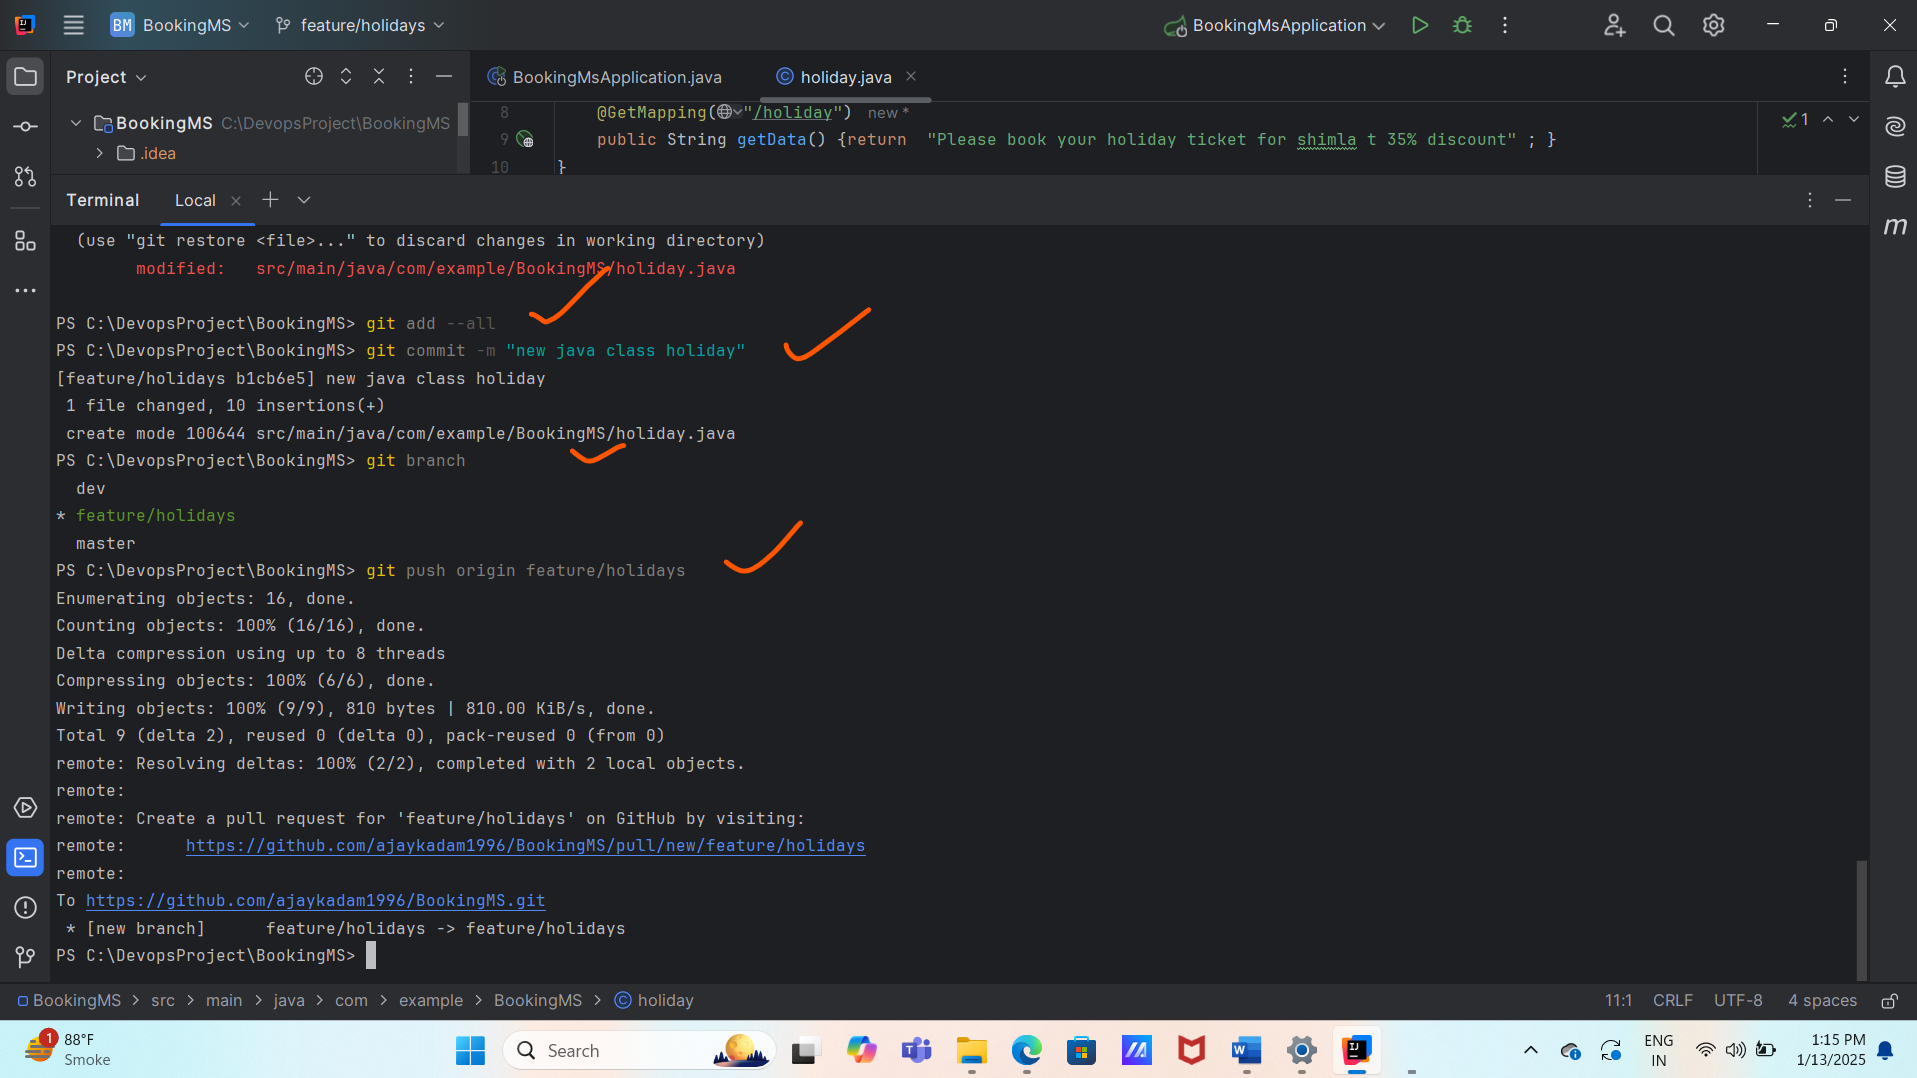 BM BookingMS feature/holidays BookingMsApplication
Project BookingMsApplication.java holiday.java
BookingMS C:\DevopsProject\BookingMS
.idea
8 @GetMapping("/holiday") new *
9 public String getData() {return "Please book your holiday ticket for shimla t 35% discount" ; }
10 }
1
Terminal Local
(use "git restore <file>..." to discard changes in working directory)
modified: src/main/java/com/example/BookingMS/holiday.java
PS C:\DevopsProject\BookingMS> git add --all
PS C:\DevopsProject\BookingMS> git commit -m "new java class holiday"
[feature/holidays b1cb6e5] new java class holiday
1 file changed, 10 insertions(+)
create mode 100644 src/main/java/com/example/BookingMS/holiday.java
PS C:\DevopsProject\BookingMS> git branch
dev
* feature/holidays
master
PS C:\DevopsProject\BookingMS> git push origin feature/holidays
Enumerating objects: 16, done.
Counting objects: 100% (16/16), done.
Delta compression using up to 8 threads
Compressing objects: 100% (6/6), done.
Writing objects: 100% (9/9), 810 bytes | 810.00 KiB/s, done.
Total 9 (delta 2), reused 0 (delta 0), pack-reused 0 (from 0)
remote: Resolving deltas: 100% (2/2), completed with 2 local objects.
remote:
remote: Create a pull request for 'feature/holidays' on GitHub by visiting:
remote: https://github.com/ajaykadam1996/BookingMS/pull/new/feature/holidays
remote:
To https://github.com/ajaykadam1996/BookingMS.git
* [new branch] feature/holidays -> feature/holidays
PS C:\DevopsProject\BookingMS>
BookingMS > src > main > java > com > example > BookingMS > holiday 11:1 CRLF UTF-8 4 spaces
1 88°F
Smoke
Search
ENG
IN
1:15 PM
1/13/2025